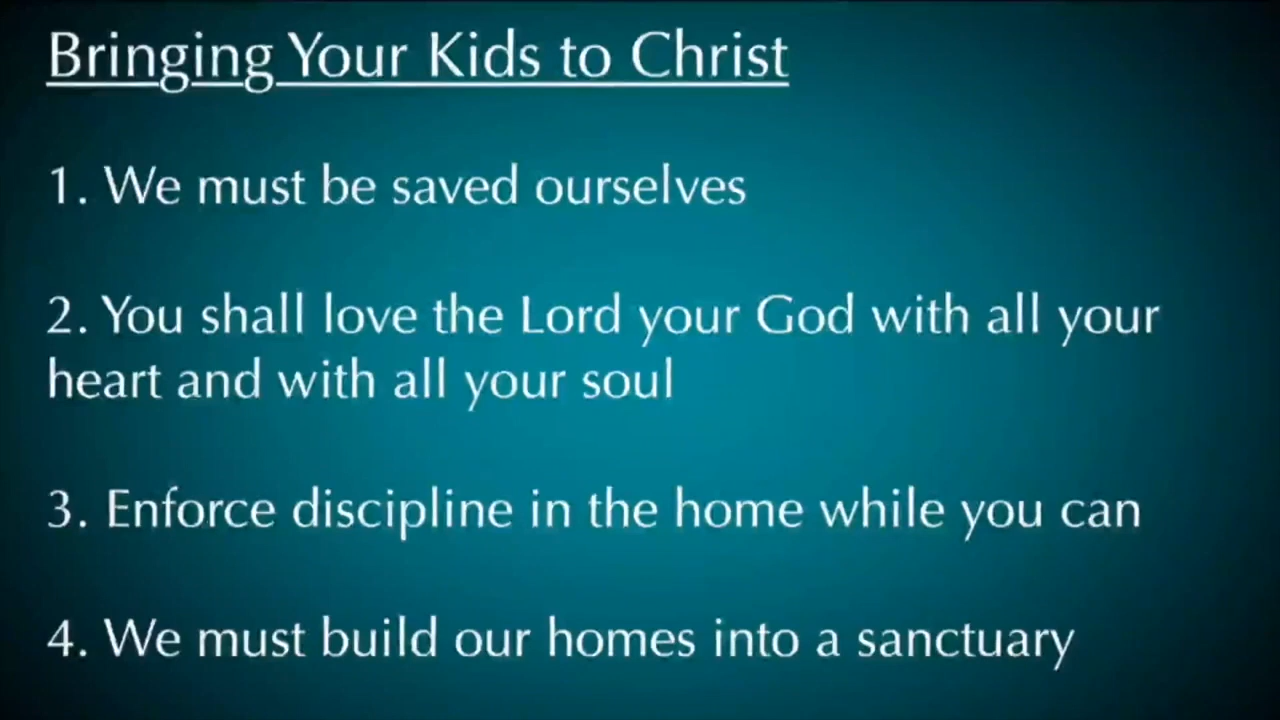 Bringing Your Kids to Christ
1. We must be saved ourselves
2. You shall love the Lord your God with all your
heart and with all your soul
3. Enforce discipline in the home while you can
4. We must build our homes into a sanctuary